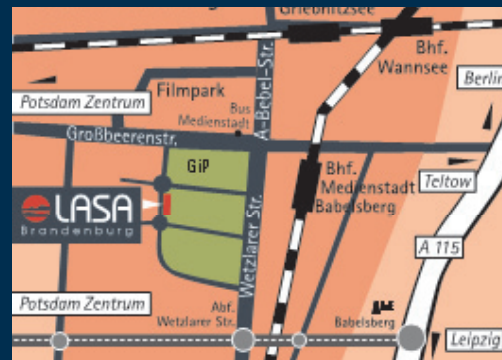 Griebnitzsee
Bhf.
Wannsee
Berlin
Filmpark
Potsdam Zentrum
Bus
Medienstadt
A-Bebel-Str.
Großbeerenstr.
GiP
Bhf.
Medienstadt
Babelsberg
Teltow
LASA
Brandenburg
Wetzlarer Str.
A 115
Potsdam Zentrum
Abf.
Wetzlarer Str.
Babelsberg
Leipzig